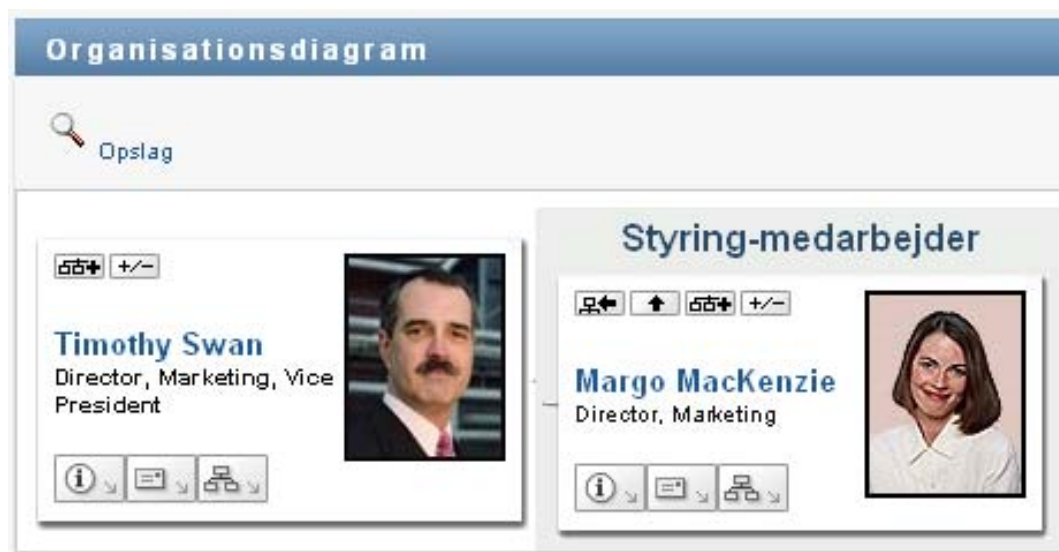 Organisationsdiagram
Opslag
+/-
Timothy Swan
Director, Marketing, Vice
President
Styring-medarbejder
+/-
Margo MacKenzie
Director, Marketing